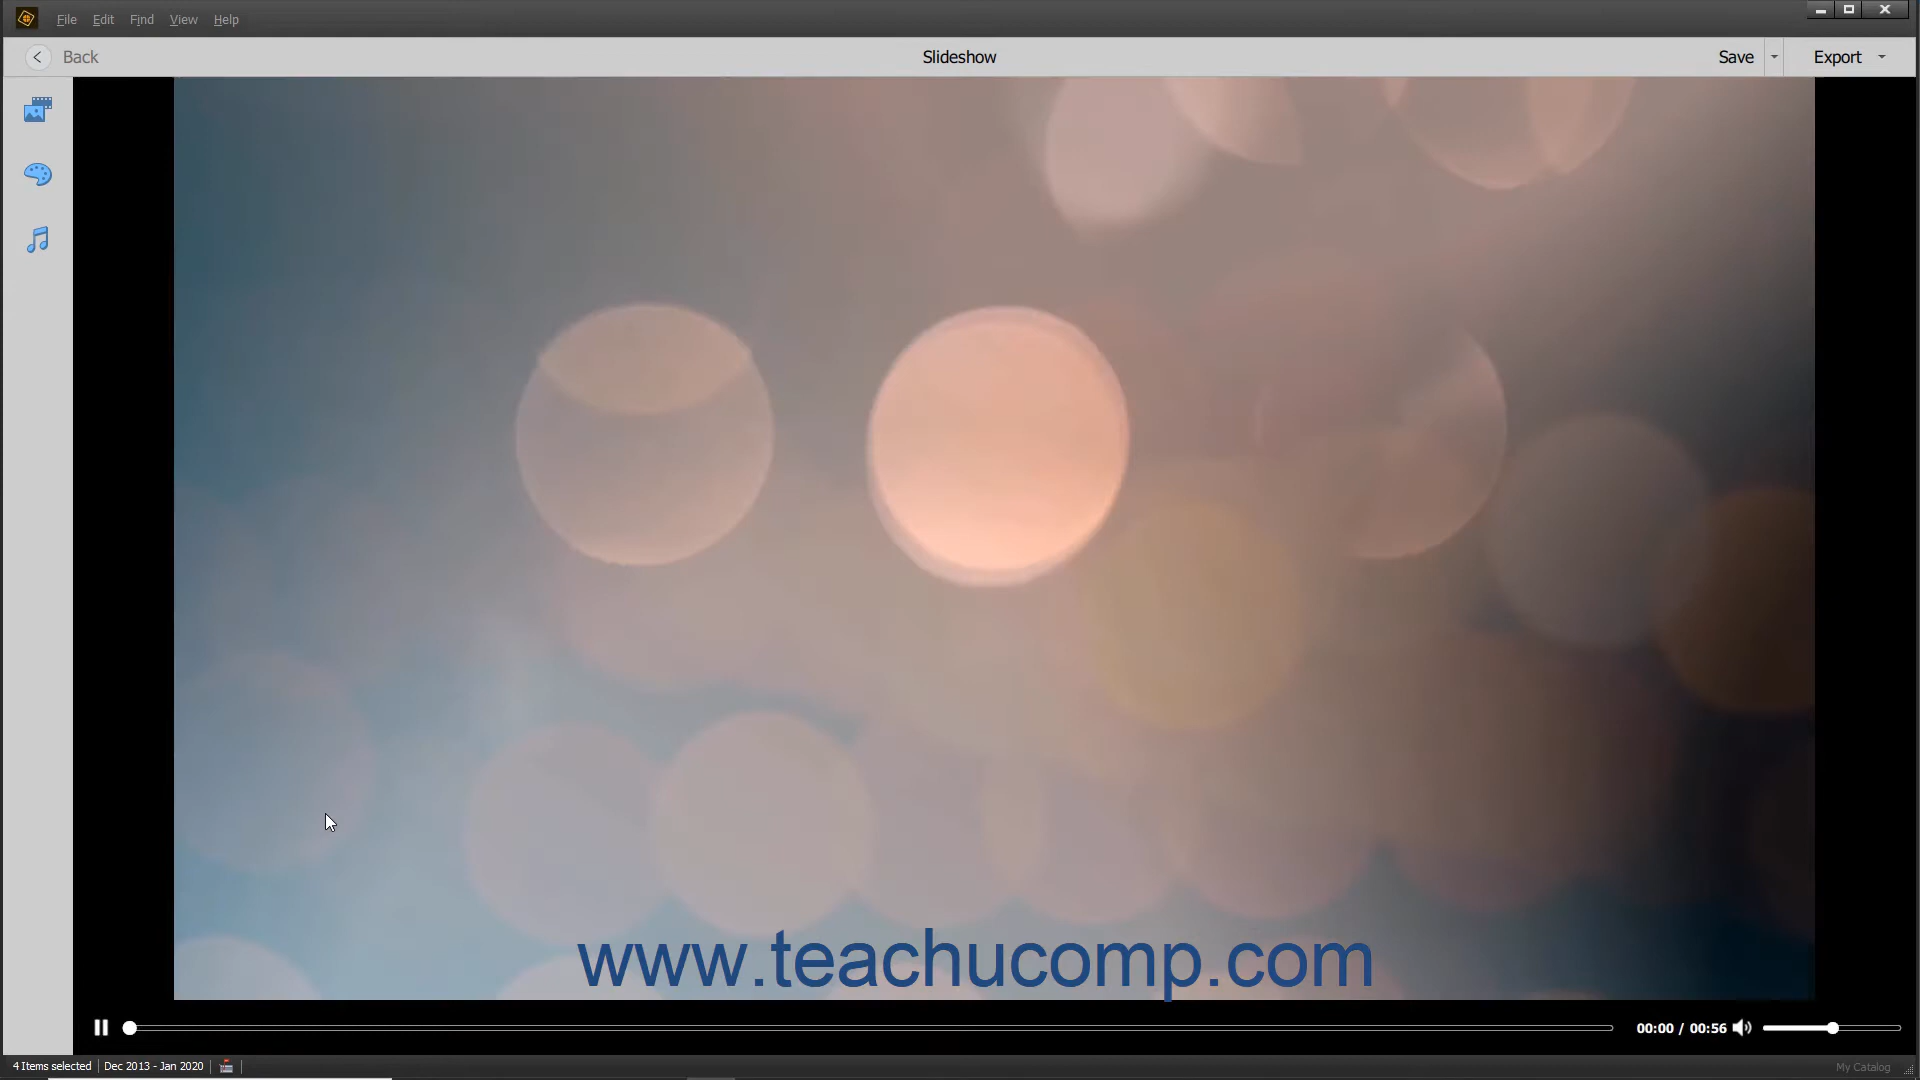 File Edit Find View Help
Back Slideshow Save Export
www.teachucomp.com
00:00 / 00:56
4 Items selected Dec 2013 - Jan 2020 My Catalog